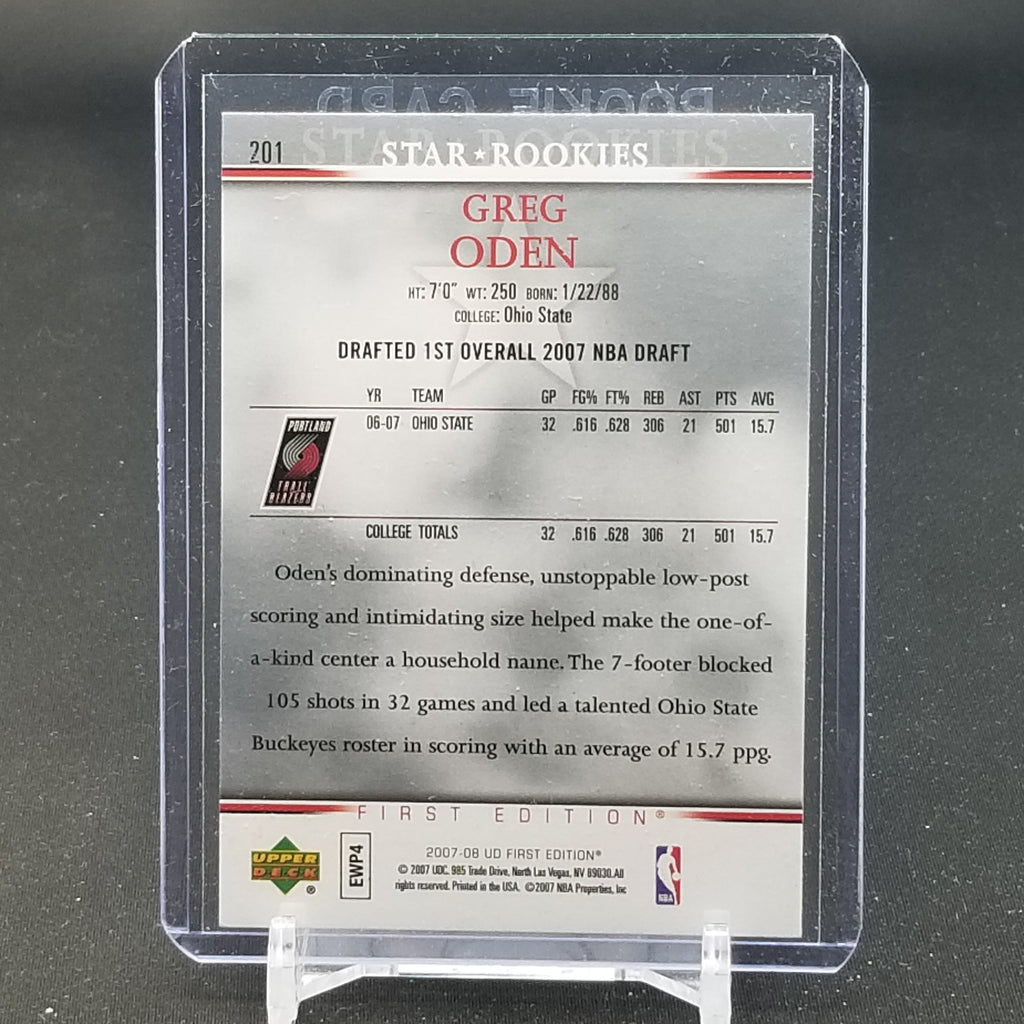 ROOKIE CARD
STAR ROOKIES
201 STAR★ROOKIES
GREG
ODEN
HT: 7'0" WT: 250 BORN: 1/22/88
COLLEGE: Ohio State
DRAFTED 1ST OVERALL 2007 NBA DRAFT
YR TEAM GP FG% FT% REB AST PTS AVG
06-07 OHIO STATE 32 .616 .628 306 21 501 15.7
PORTLAND
TRAIL
BLAZERS
COLLEGE TOTALS 32 .616 .628 306 21 501 15.7
Oden's dominating defense, unstoppable low-post
scoring and intimidating size helped make the one-of-
a-kind center a household name. The 7-footer blocked
105 shots in 32 games and led a talented Ohio State
Buckeyes roster in scoring with an average of 15.7 ppg.
FIRST EDITION®
UPPER
DECK®
EWP4
2007-08 UD FIRST EDITION®
© 2007 UDC. 985 Trade Drive, North Las Vegas, NV 89030. All
rights reserved. Printed in the USA. ©2007 NBA Properties, Inc
NBA